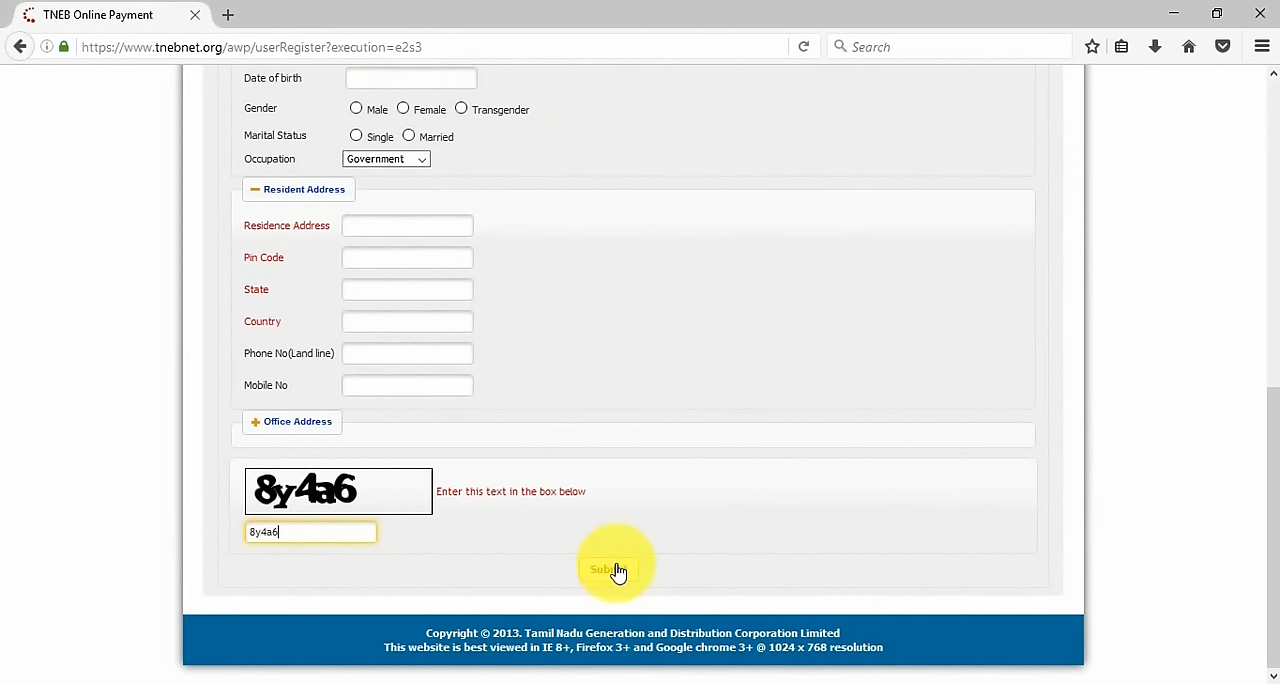 TNEB Online Payment
https://www.tnebnet.org/awp/userRegister?execution=e2s3
Search
Date of birth
Gender Male Female Transgender
Marital Status Single Married
Occupation Government
Resident Address
Residence Address
Pin Code
State
Country
Phone No(Land line)
Mobile No
Office Address
8y4a6 Enter this text in the box below
8y4a6
Submit
Copyright © 2013. Tamil Nadu Generation and Distribution Corporation Limited
This website is best viewed in IE 8+, Firefox 3+ and Google chrome 3+ @ 1024 x 768 resolution